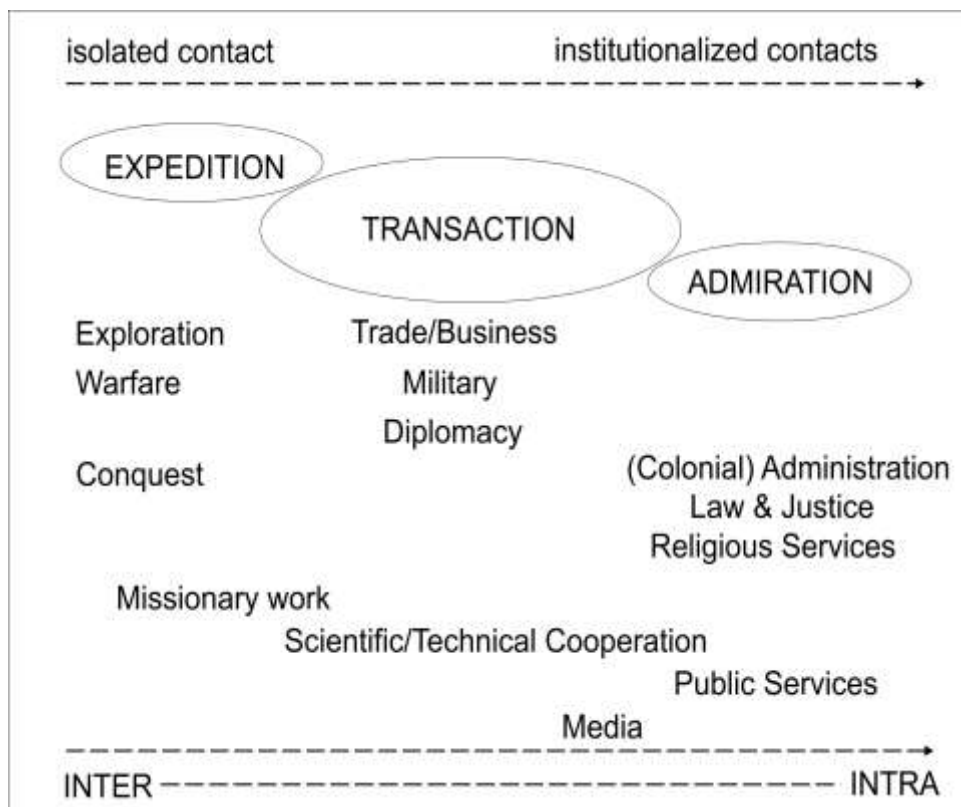 isolated contact institutionalized contacts
EXPEDITION
TRANSACTION
ADMIRATION
Exploration Trade/Business
Warfare Military
Diplomacy
Conquest (Colonial) Administration
Law & Justice
Religious Services
Missionary work
Scientific/Technical Cooperation
Public Services
Media
INTER INTRA